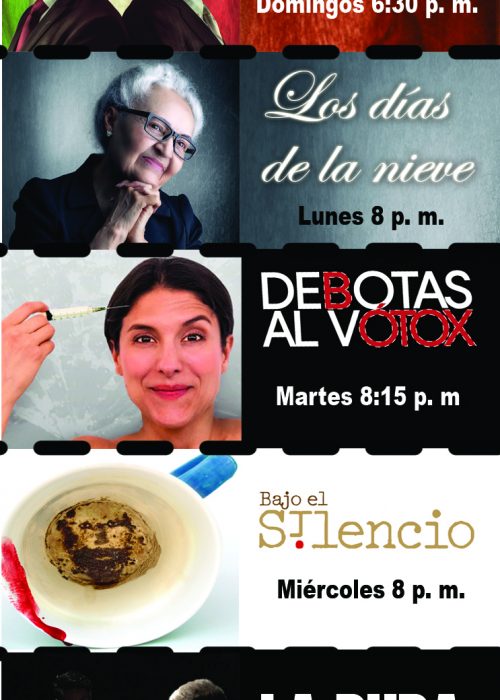 Domingos 6:30 p. m.
Los días
de la nieve
Lunes 8 p. m.
DEBOTAS
AL VÓTOX
Martes 8:15 p. m
Bajo el
Silencio
Miércoles 8 p. m.